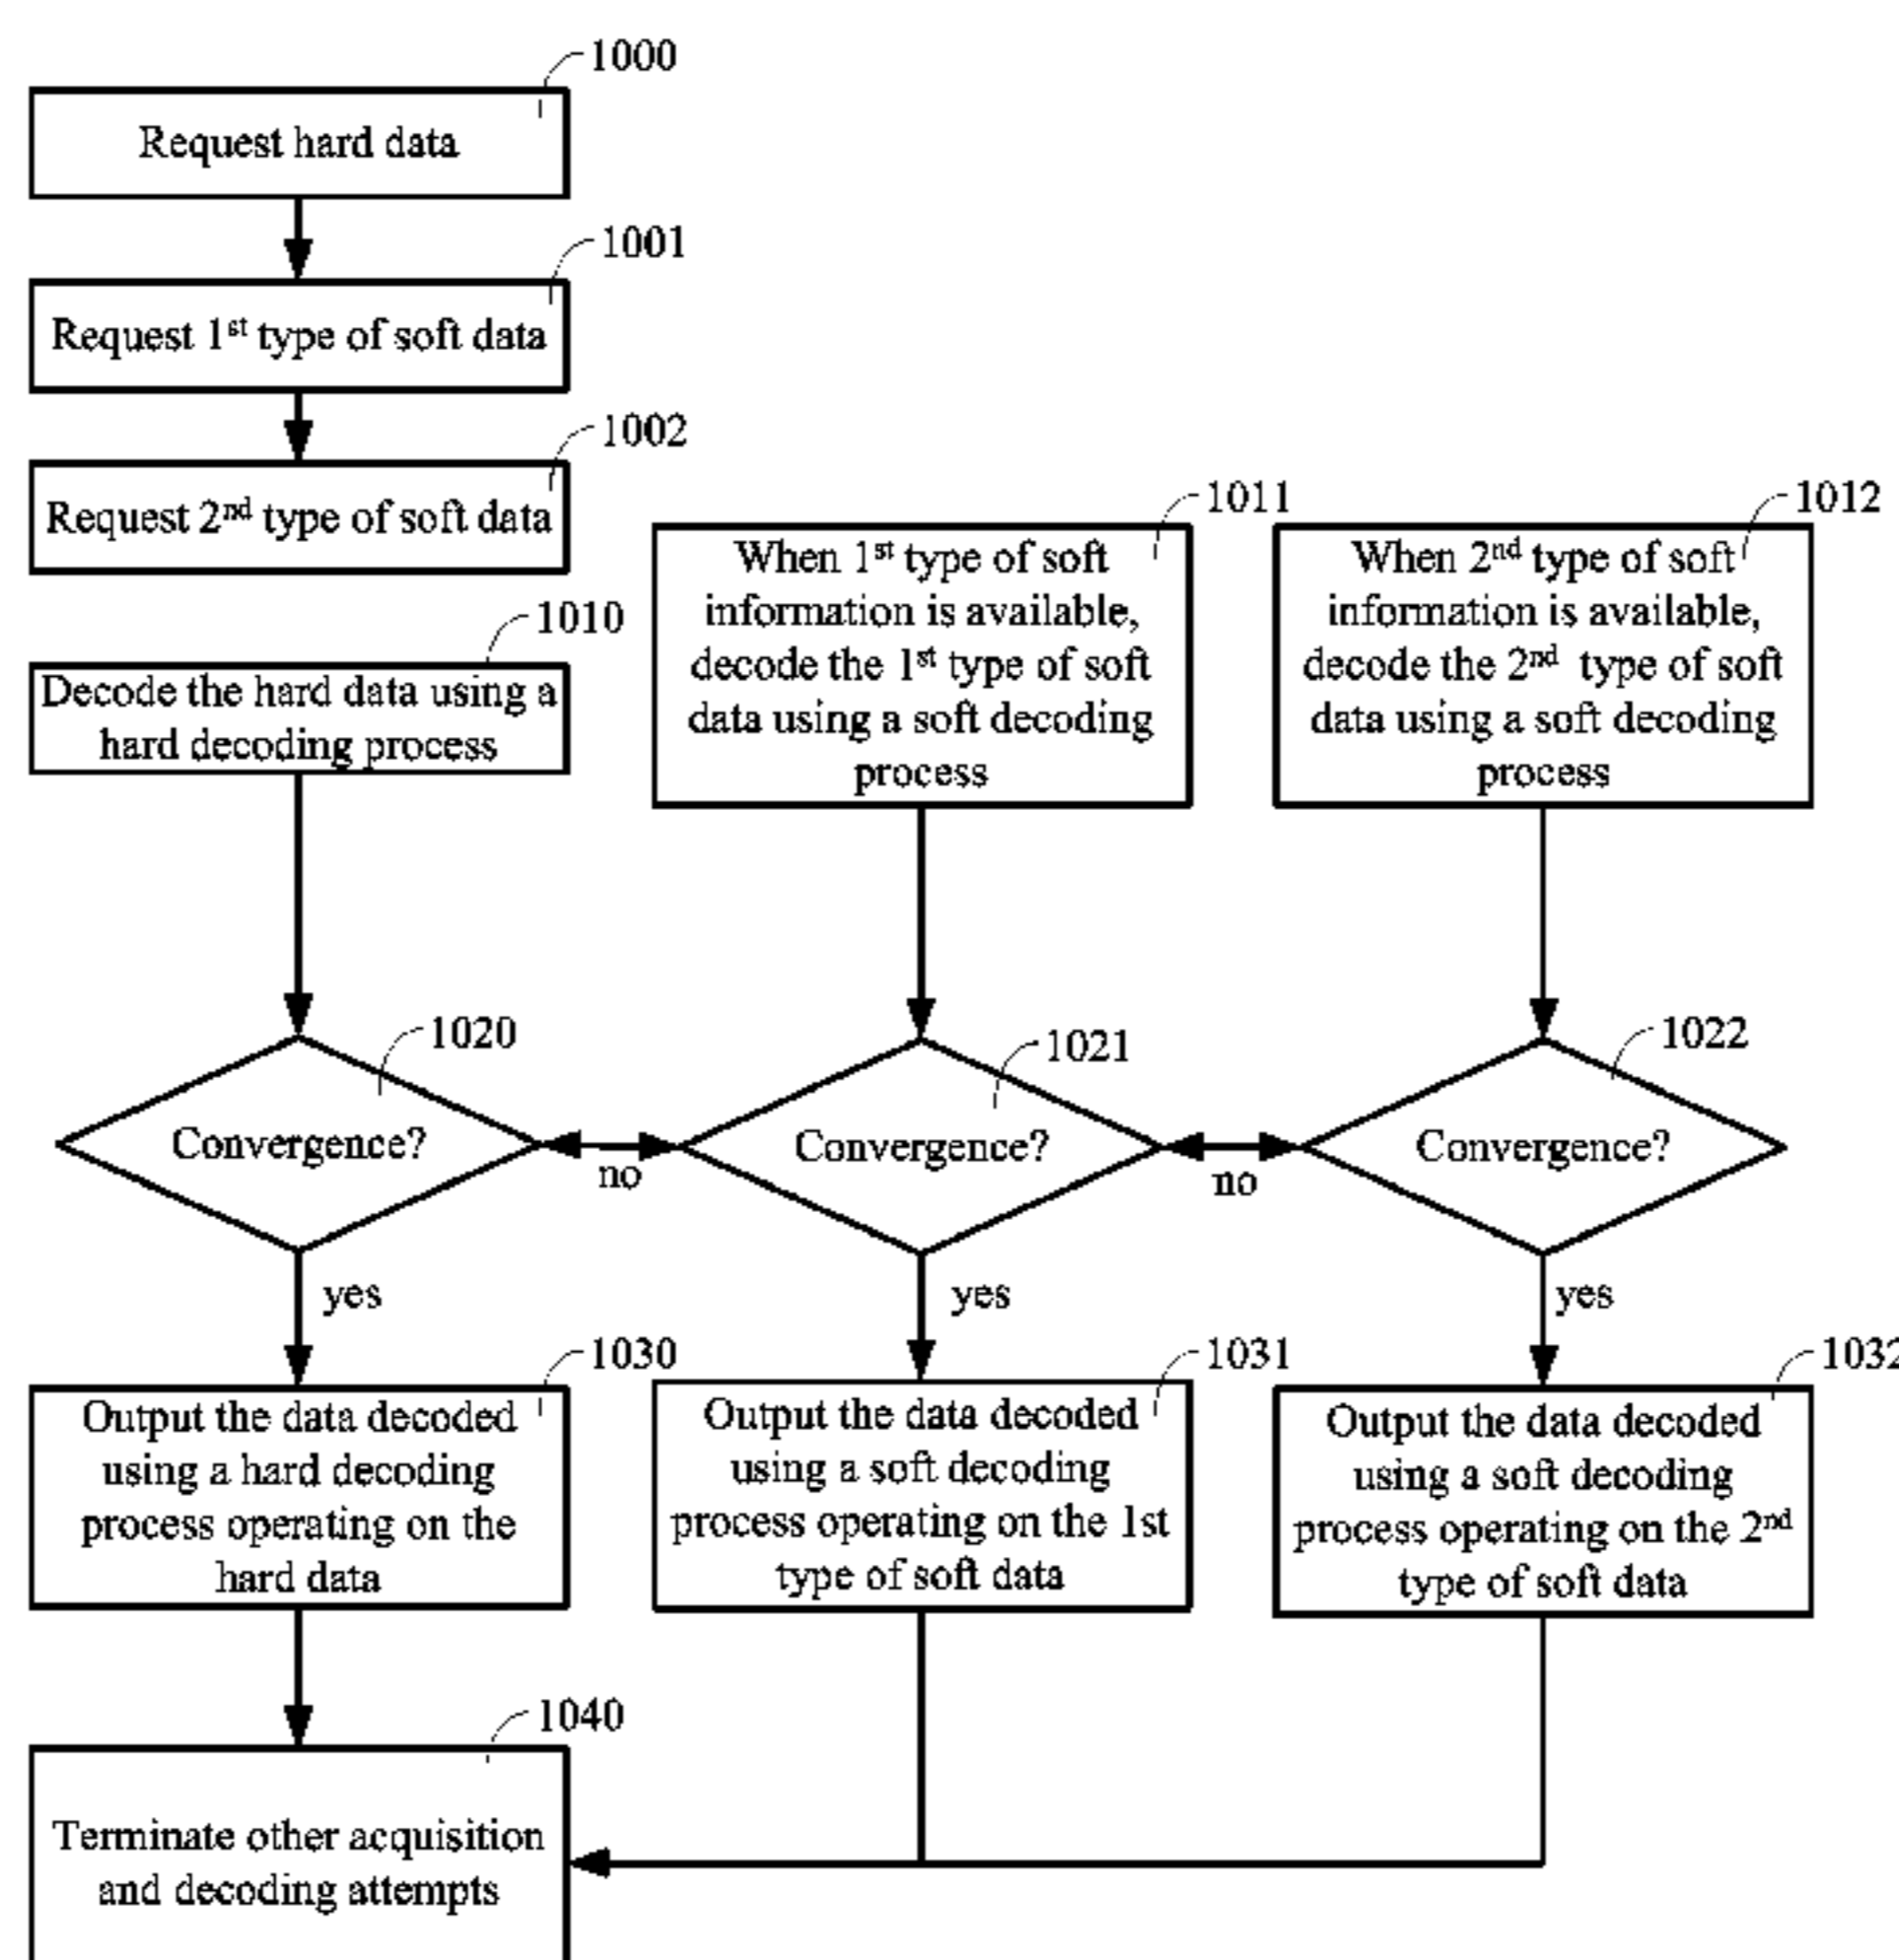 1000
Request hard data
1001
Request 1st type of soft data
1002
Request 2nd type of soft data
1010
Decode the hard data using a
hard decoding process
1011
When 1st type of soft
information is available,
decode the 1st type of soft
data using a soft decoding
process
1012
When 2nd type of soft
information is available,
decode the 2nd type of soft
data using a soft decoding
process
1020
Convergence?
no
1021
Convergence?
no
1022
Convergence?
yes
yes
yes
1030
Output the data decoded
using a hard decoding
process operating on the
hard data
1031
Output the data decoded
using a soft decoding
process operating on the 1st
type of soft data
1032
Output the data decoded
using a soft decoding
process operating on the 2nd
type of soft data
1040
Terminate other acquisition
and decoding attempts